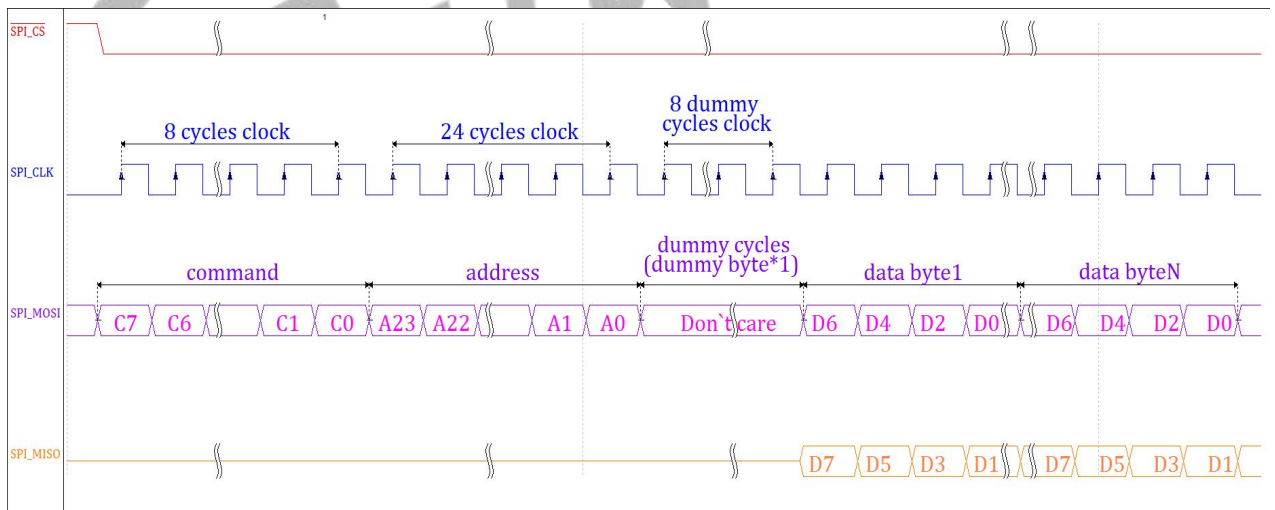 1
SPI_CS
8 cycles clock
24 cycles clock
8 dummy
cycles clock
SPI_CLK
command
address
dummy cycles
(dummy byte*1)
data byte1
data byteN
SPI_MOSI
C7 C6 C1 C0 A23 A22 A1 A0 Don`t care D6 D4 D2 D0 D6 D4 D2 D0
SPI_MISO
D7 D5 D3 D1 D7 D5 D3 D1